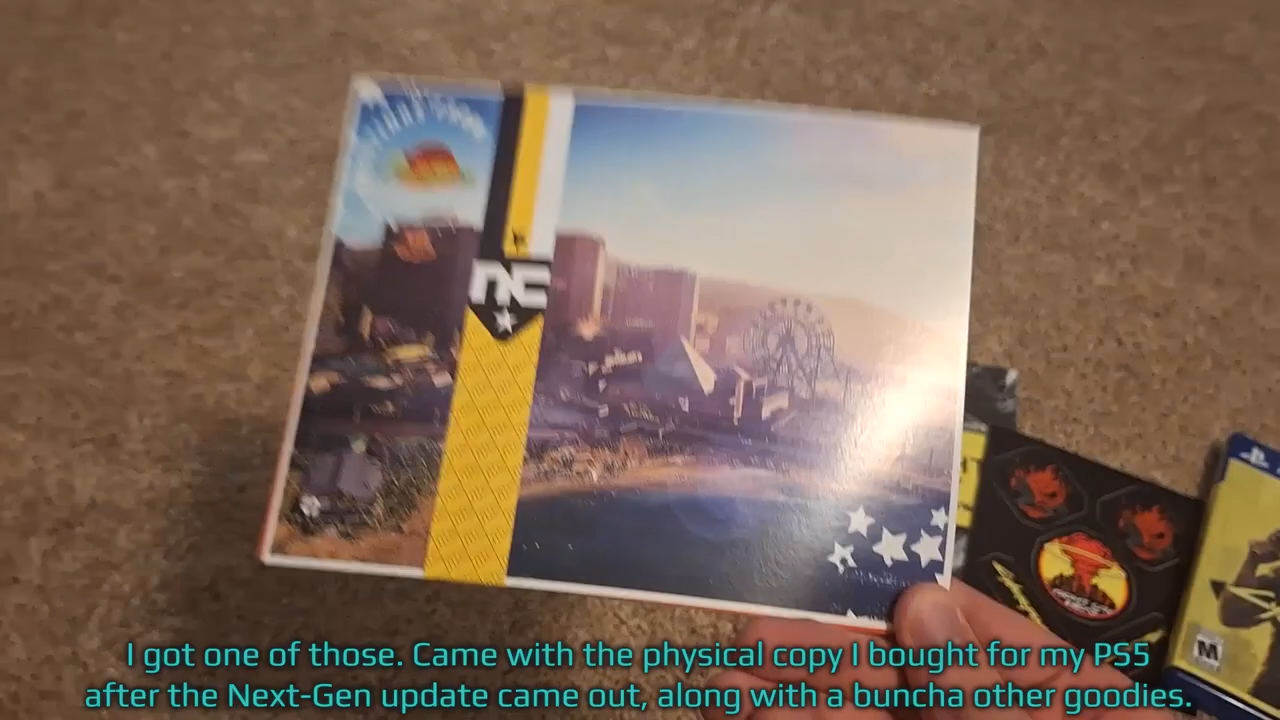 NC
M
I got one of those. Came with the physical copy I bought for my PS5
after the Next-Gen update came out, along with a buncha other goodies.